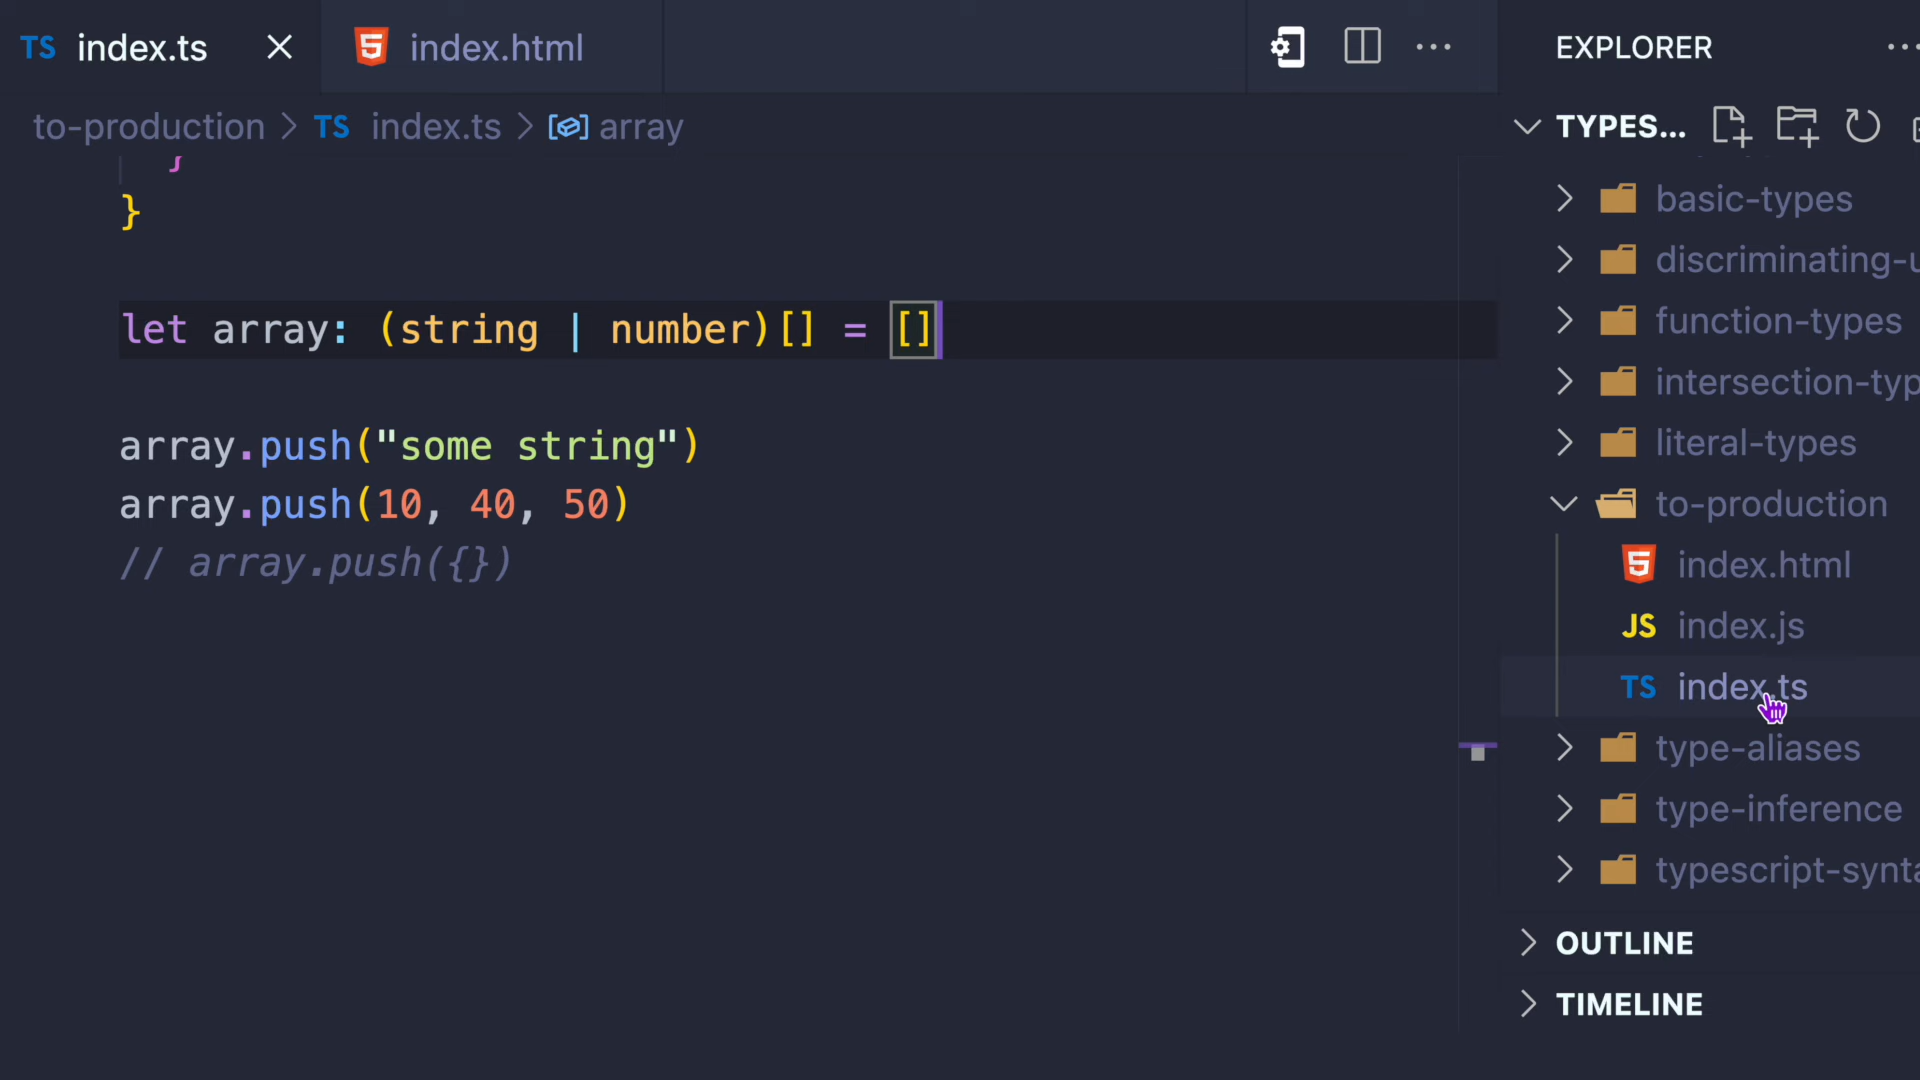 TS index.ts
index.html
EXPLORER
to-production > TS index.ts > array
TYPES...
}
}
let array: (string | number)[] = []
array.push("some string")
array.push(10, 40, 50)
// array.push({})
basic-types
discriminating-u
function-types
intersection-typ
literal-types
to-production
index.html
JS index.js
TS index.ts
type-aliases
type-inference
typescript-synta
OUTLINE
TIMELINE